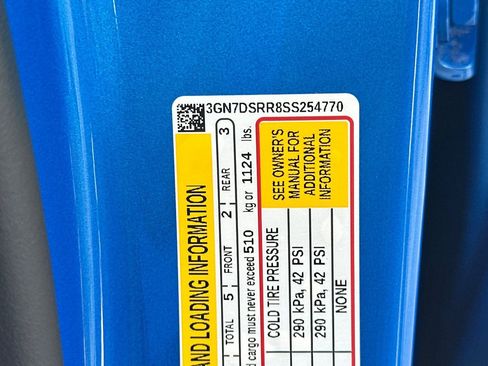 3GN7DSRR8SS254770
AND LOADING INFORMATION
TOTAL 5 FRONT 2 REAR 3
d cargo must never exceed 510 kg or 1124 lbs.
COLD TIRE PRESSURE
290 kPa, 42 PSI
290 kPa, 42 PSI
NONE
SEE OWNER'S
MANUAL FOR
ADDITIONAL
INFORMATION